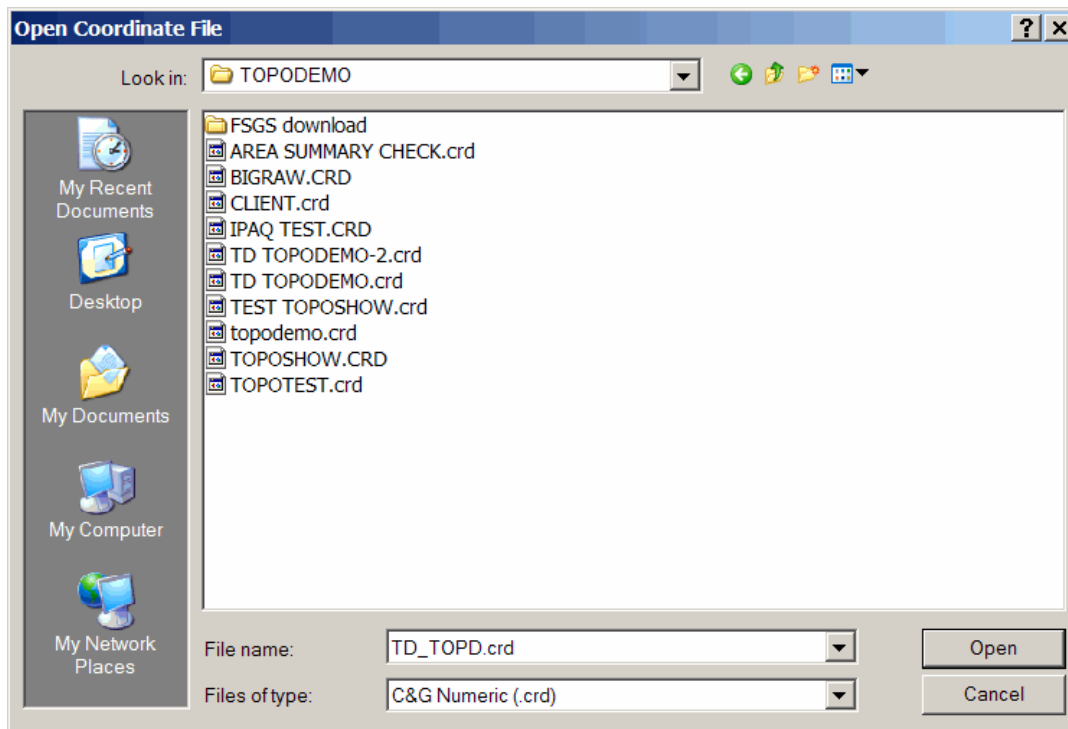 Open Coordinate File
Look in: TOPODEMO
My Recent
Documents
Desktop
My Documents
My Computer
My Network
Places
FSGS download
AREA SUMMARY CHECK.crd
BIGRAW.CRD
CLIENT.crd
IPAQ TEST.CRD
TD TOPODEMO-2.crd
TD TOPODEMO.crd
TEST TOPOSHOW.crd
topodemo.crd
TOPOSHOW.CRD
TOPOTEST.crd
File name: TD_TOPD.crd Open
Files of type: C&G Numeric (.crd) Cancel